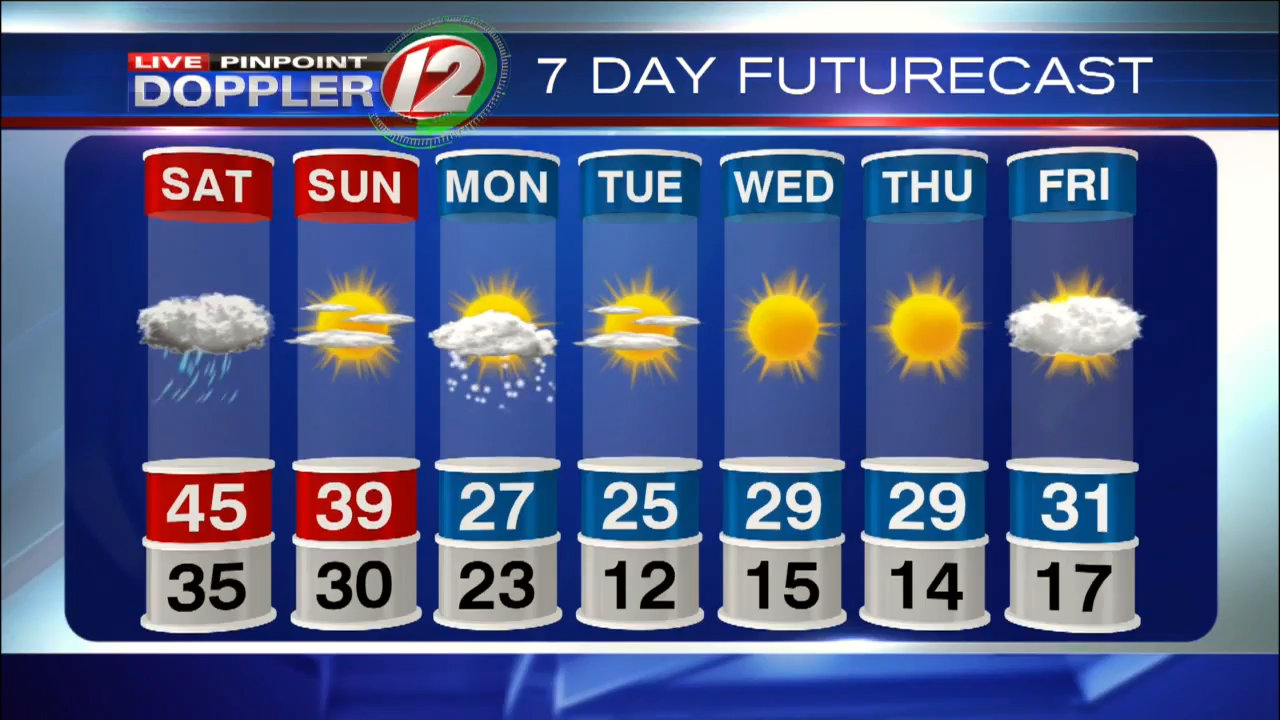 LIVE PINPOINT
DOPPLER 12
7 DAY FUTURECAST
SAT SUN MON TUE WED THU FRI
45 39 27 25 29 29 31
35 30 23 12 15 14 17